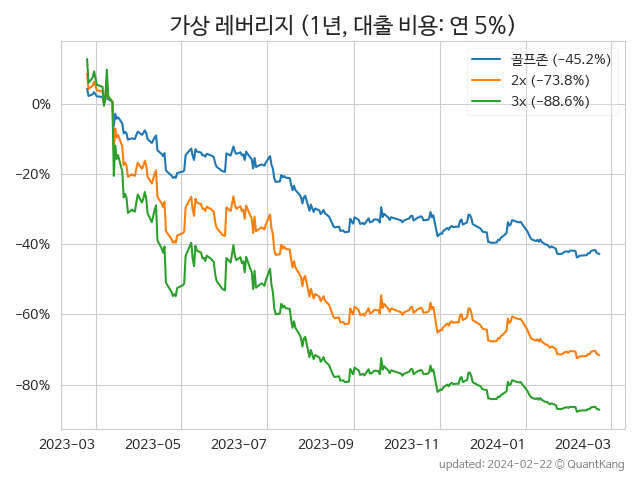 가상 레버리지 (1년, 대출 비용: 연 5%)
골프존 (−45.2%)
2x (−73.8%)
3x (−88.6%)
0%
−20%
−40%
−60%
−80%
2023−03 2023−05 2023−07 2023−09 2023−11 2024−01 2024−03
updated: 2024−02−22 © QuantKang